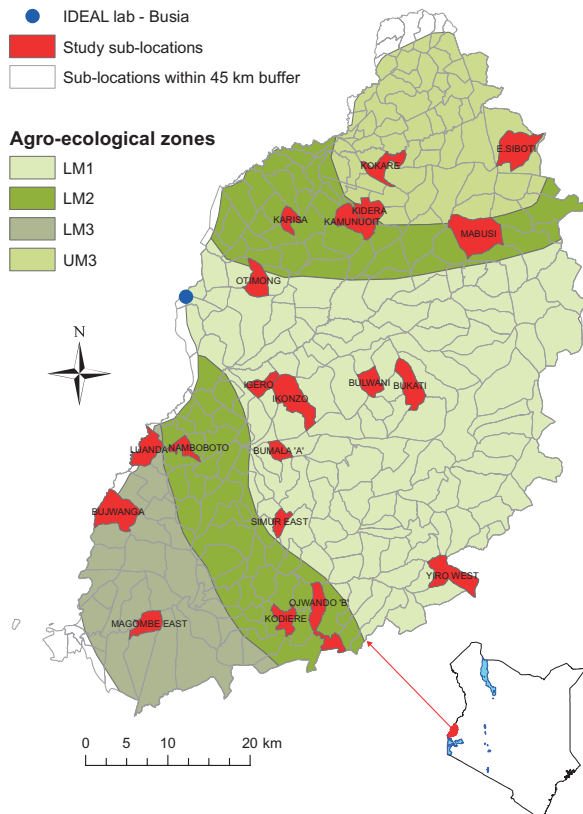 IDEAL lab - Busia
Study sub-locations
Sub-locations within 45 km buffer
Agro-ecological zones
LM1
LM2
LM3
UM3
E.SIBOTI
KOKARE
KIDERA
KARISA
KAMUNUOIT
MABUSI
OTIMONG
N
IGERO
IKONZO
BULWANI
BUKATI
LUANDA
NAMBOBOTO
BUMALA 'A'
BUJWANGA
SIMUR EAST
YIRO WEST
OJWANDO 'B'
KODIERE
MAGOMBE EAST
0 5 10 20 km